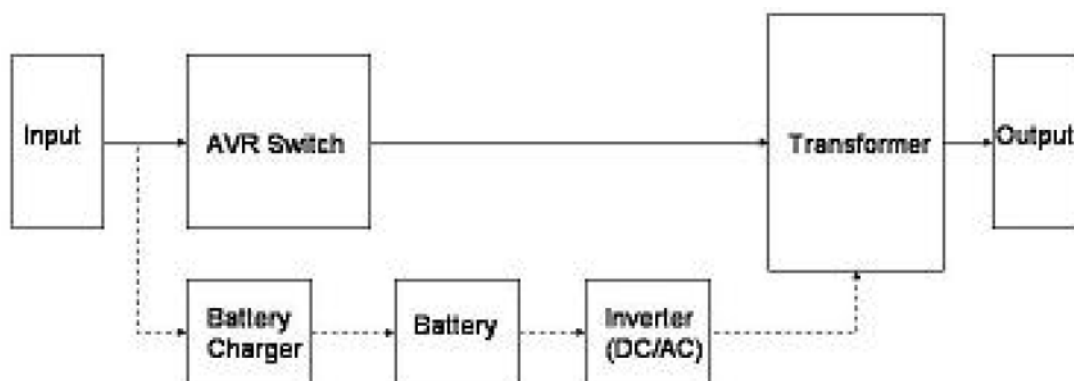 Input
AVR Switch
Transformer
Output
Battery
Charger
Battery
Inverter
(DC/AC)